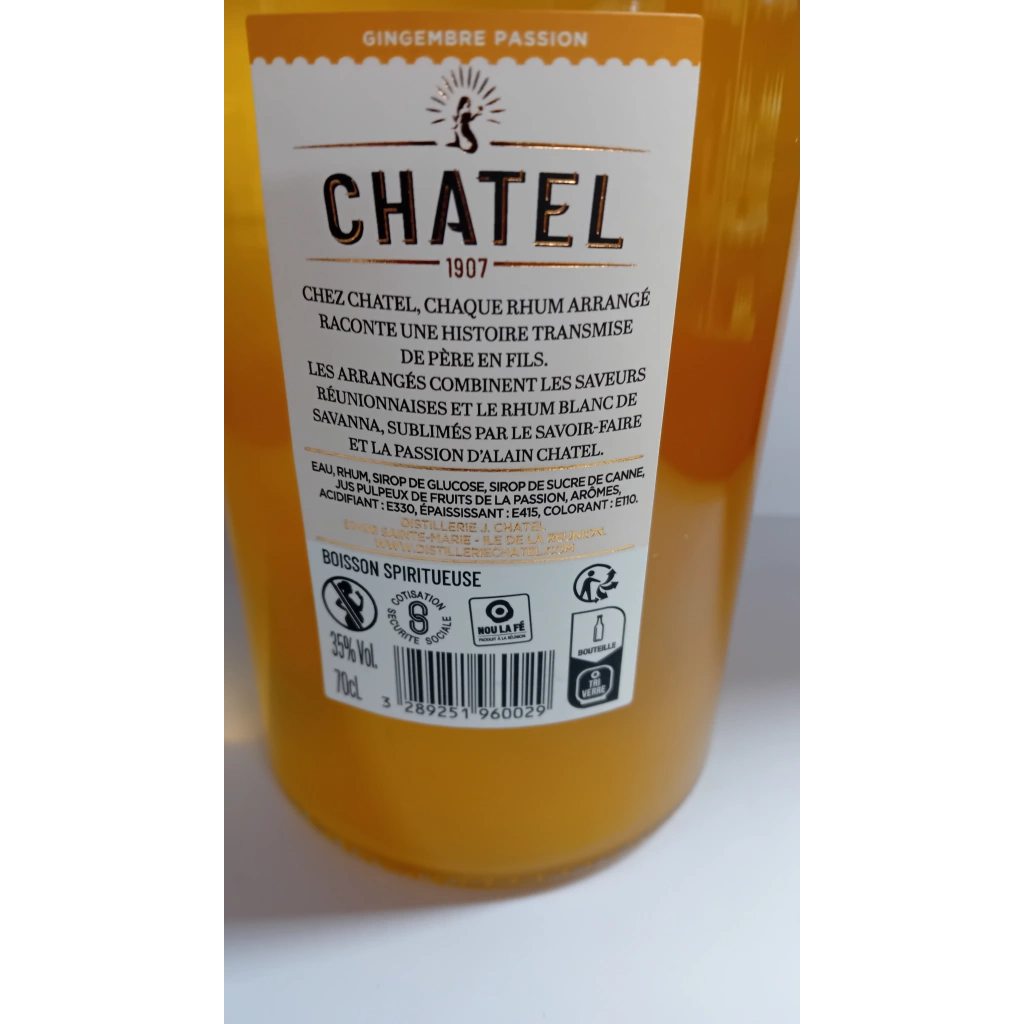 GINGEMBRE PASSION
CHATEL
1907
CHEZ CHATEL, CHAQUE RHUM ARRANGÉ
RACONTE UNE HISTOIRE TRANSMISE
DE PÈRE EN FILS.
LES ARRANGÉS COMBINENT LES SAVEURS
RÉUNIONNAISES ET LE RHUM BLANC DE
SAVANNA, SUBLIMÉS PAR LE SAVOIR-FAIRE
ET LA PASSION D'ALAIN CHATEL.
EAU, RHUM, SIROP DE GLUCOSE, SIROP DE SUCRE DE CANNE,
JUS PULPEUX DE FRUITS DE LA PASSION, ARÔMES,
ACIDIFIANT : E330, ÉPAISSISSANT : E415, COLORANT : E110.
DISTILLERIE J. CHATEL
SAINTE-MARIE - ILE DE LA RÉUNION.
WWW.DISTILLERIECHATEL.COM
BOISSON SPIRITUEUSE
COTISATION
SECURITE SOCIALE
NOU LA FÉ
PRODUIT A LA RÉUNION
BOUTEILLE
TRI
VERRE
35% Vol.
70cL
3 289251 960029